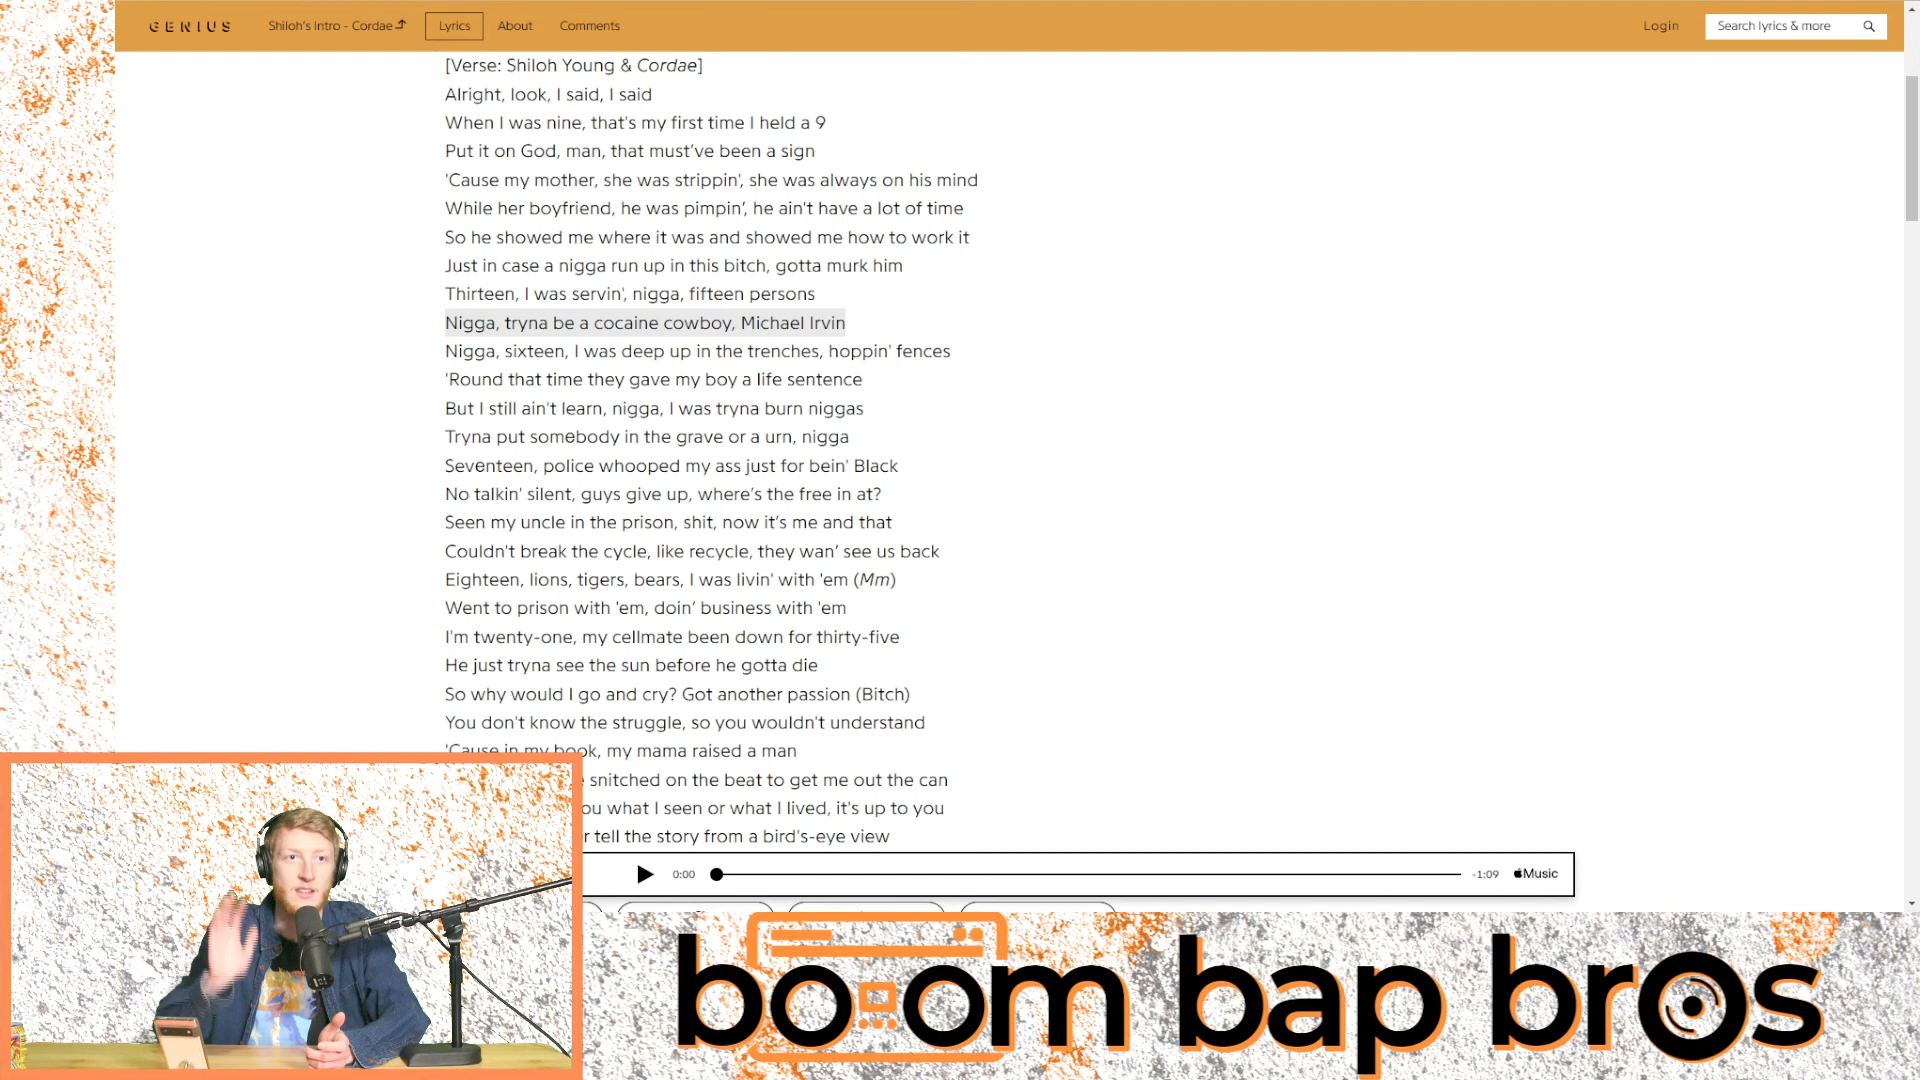 GENIUS
Shiloh's Intro - Cordae
Lyrics
About
Comments
Login
Search lyrics & more
[Verse: Shiloh Young & Cordae]
Alright, look, I said, I said
When I was nine, that's my first time I held a 9
Put it on God, man, that must’ve been a sign
'Cause my mother, she was strippin', she was always on his mind
While her boyfriend, he was pimpin’, he ain't have a lot of time
So he showed me where it was and showed me how to work it
Just in case a nigga run up in this bitch, gotta murk him
Thirteen, I was servin', nigga, fifteen persons
Nigga, tryna be a cocaine cowboy, Michael Irvin
Nigga, sixteen, I was deep up in the trenches, hoppin' fences
'Round that time they gave my boy a life sentence
But I still ain't learn, nigga, I was tryna burn niggas
Tryna put somebody in the grave or a urn, nigga
Seventeen, police whooped my ass just for bein' Black
No talkin' silent, guys give up, where’s the free in at?
Seen my uncle in the prison, shit, now it’s me and that
Couldn't break the cycle, like recycle, they wan’ see us back
Eighteen, lions, tigers, bears, I was livin' with 'em (Mm)
Went to prison with 'em, doin’ business with 'em
I'm twenty-one, my cellmate been down for thirty-five
He just tryna see the sun before he gotta die
So why would I go and cry? Got another passion (Bitch)
You don't know the struggle, so you wouldn't understand
'Cause in my book, my mama raised a man
snitched on the beat to get me out the can
ou what I seen or what I lived, it's up to you
r tell the story from a bird's-eye view
0:00
-1:09
Music
boom bap bros